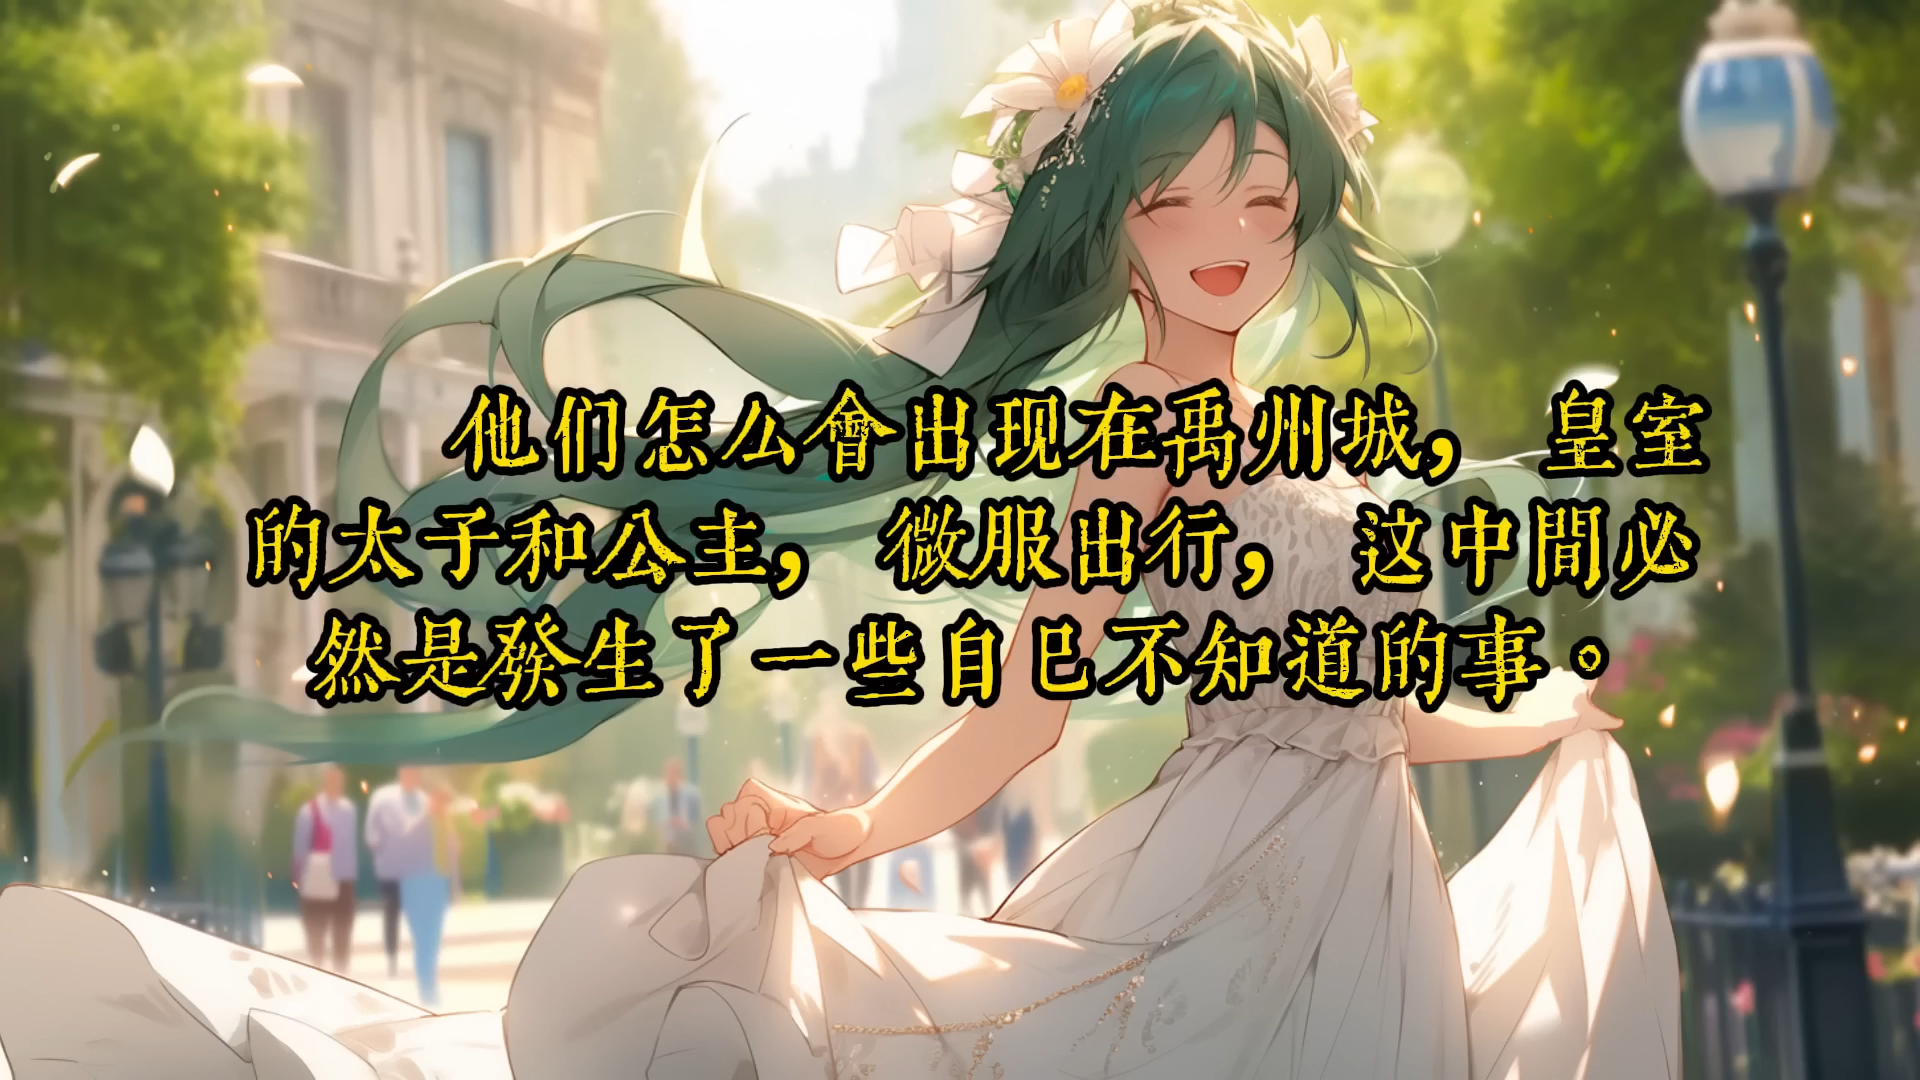 他们怎么會出现在禹州城，皇室
的太子和公主，微服出行，这中間必
然是發生了一些自己不知道的事。